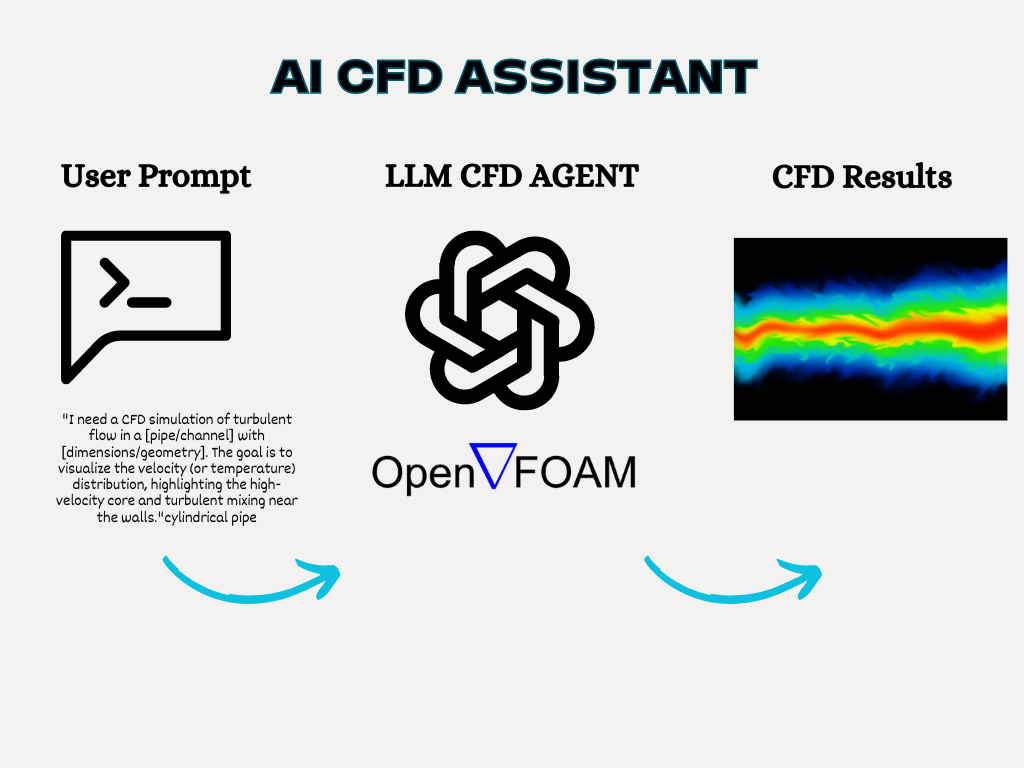 AI CFD ASSISTANT
User Prompt
LLM CFD AGENT
CFD Results
"I need a CFD simulation of turbulent
flow in a [pipe/channel] with
[dimensions/geometry]. The goal is to
visualize the velocity (or temperature)
distribution, highlighting the high-
velocity core and turbulent mixing near
the walls."cylindrical pipe
Open▽FOAM